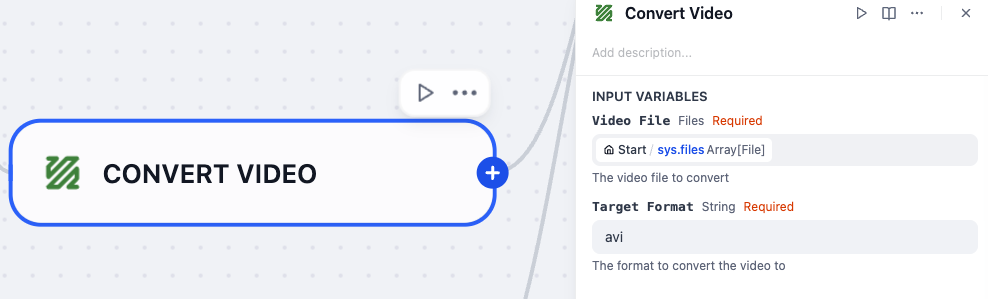 CONVERT VIDEO
Convert Video
Add description...
INPUT VARIABLES
Video File Files Required
Start / sys.files Array[File]
The video file to convert
Target Format String Required
avi
The format to convert the video to